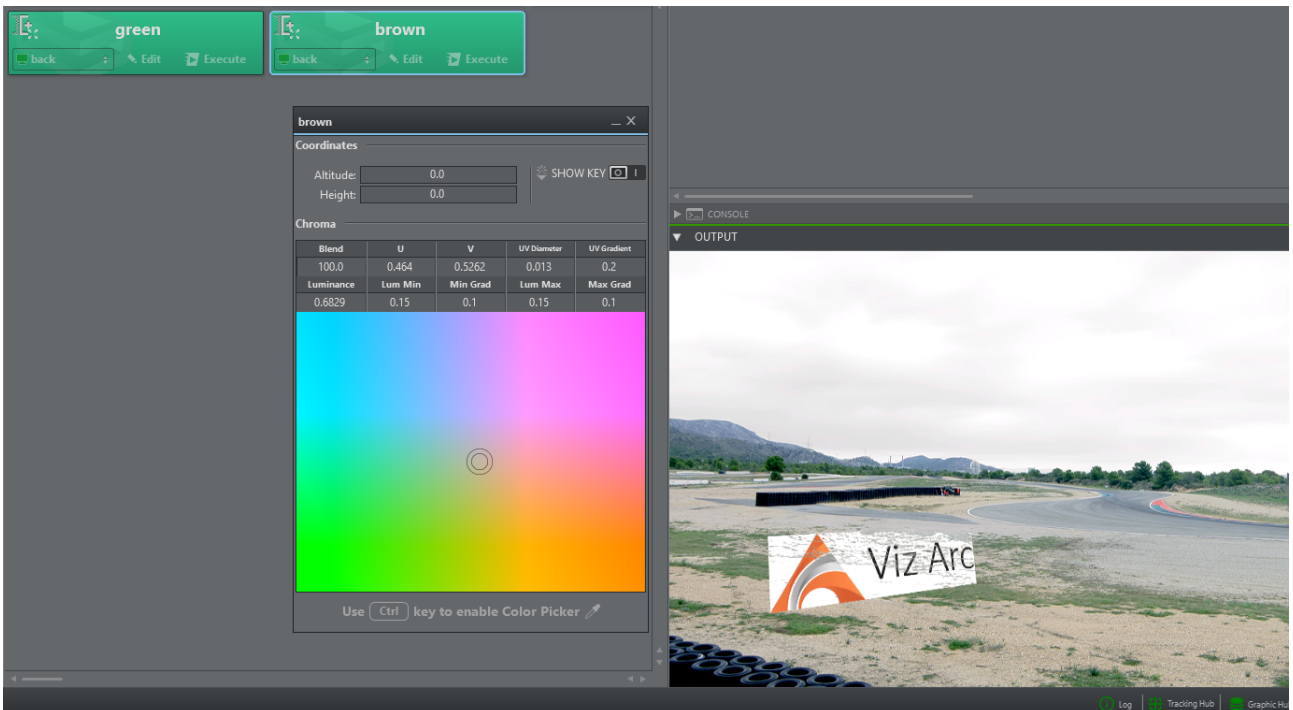 green
back Edit Execute
brown
back Edit Execute
brown
Coordinates
Altitude: 0.0
Height: 0.0
SHOW KEY O I
Chroma
Blend U V UV Diameter UV Gradient
100.0 0.464 0.5262 0.013 0.2
Luminance Lum Min Min Grad Lum Max Max Grad
0.6829 0.15 0.1 0.15 0.1
Use Ctrl key to enable Color Picker
CONSOLE
OUTPUT
Viz Arc
Log Tracking Hub Graphic Hu